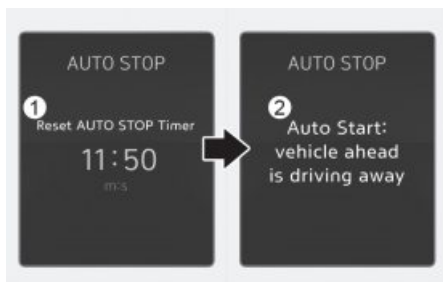 AUTO STOP
1
Reset AUTO STOP Timer
11:50
m:s
AUTO STOP
2
Auto Start:
vehicle ahead
is driving away